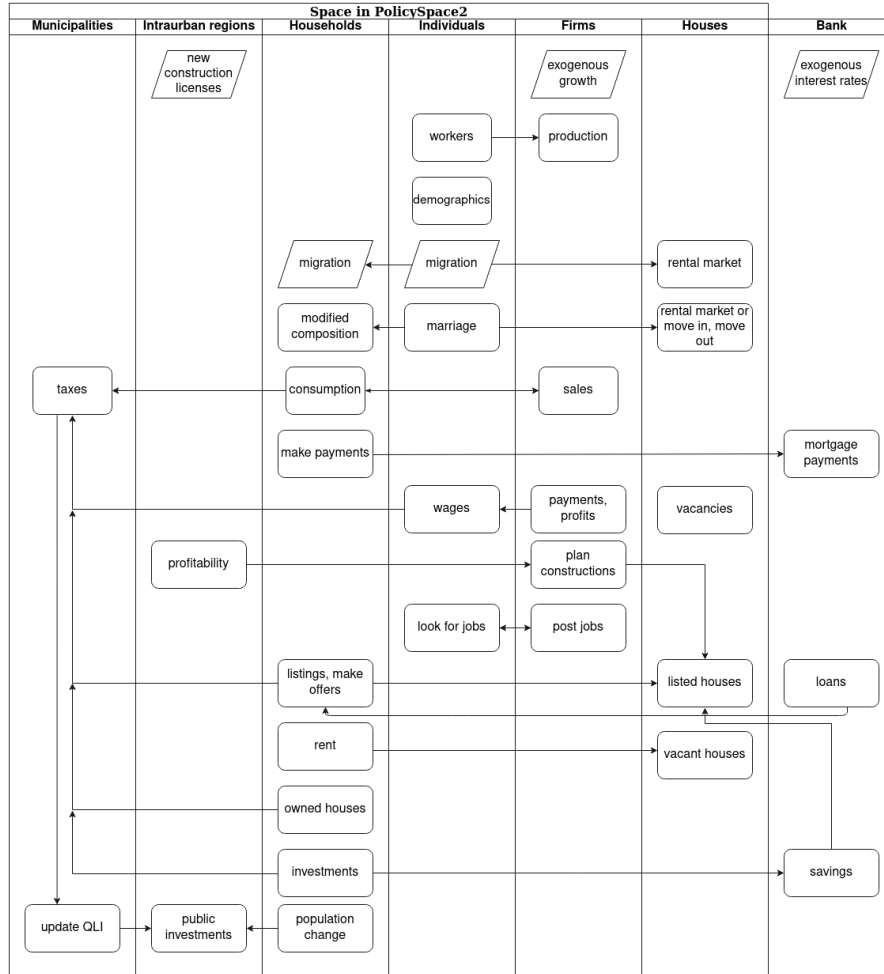 Space in PolicySpace2
Municipalities
Intraurban regions
Households
Individuals
Firms
Houses
Bank
new
construction
licenses
exogenous
growth
exogenous
interest rates
workers
production
demographics
migration
migration
rental market
modified
composition
marriage
rental market or
move in, move
out
taxes
consumption
sales
make payments
mortgage
payments
wages
payments,
profits
vacancies
profitability
plan
constructions
look for jobs
post jobs
listings, make
offers
listed houses
loans
rent
vacant houses
owned houses
investments
savings
update QLI
public
investments
population
change